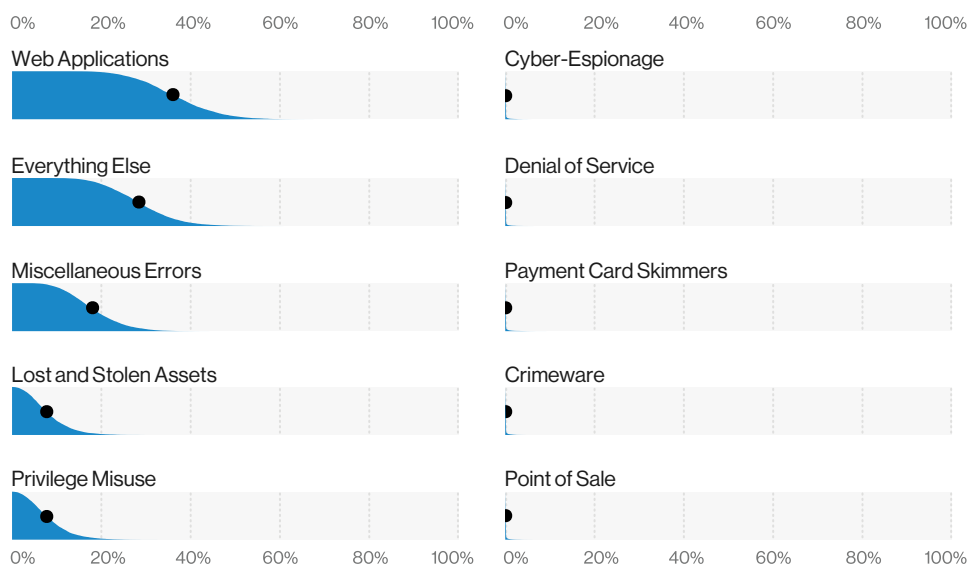 0% 20% 40% 60% 80% 100%
Web Applications
Everything Else
Miscellaneous Errors
Lost and Stolen Assets
Privilege Misuse
0% 20% 40% 60% 80% 100%
0% 20% 40% 60% 80% 100%
Cyber-Espionage
Denial of Service
Payment Card Skimmers
Crimeware
Point of Sale
0% 20% 40% 60% 80% 100%